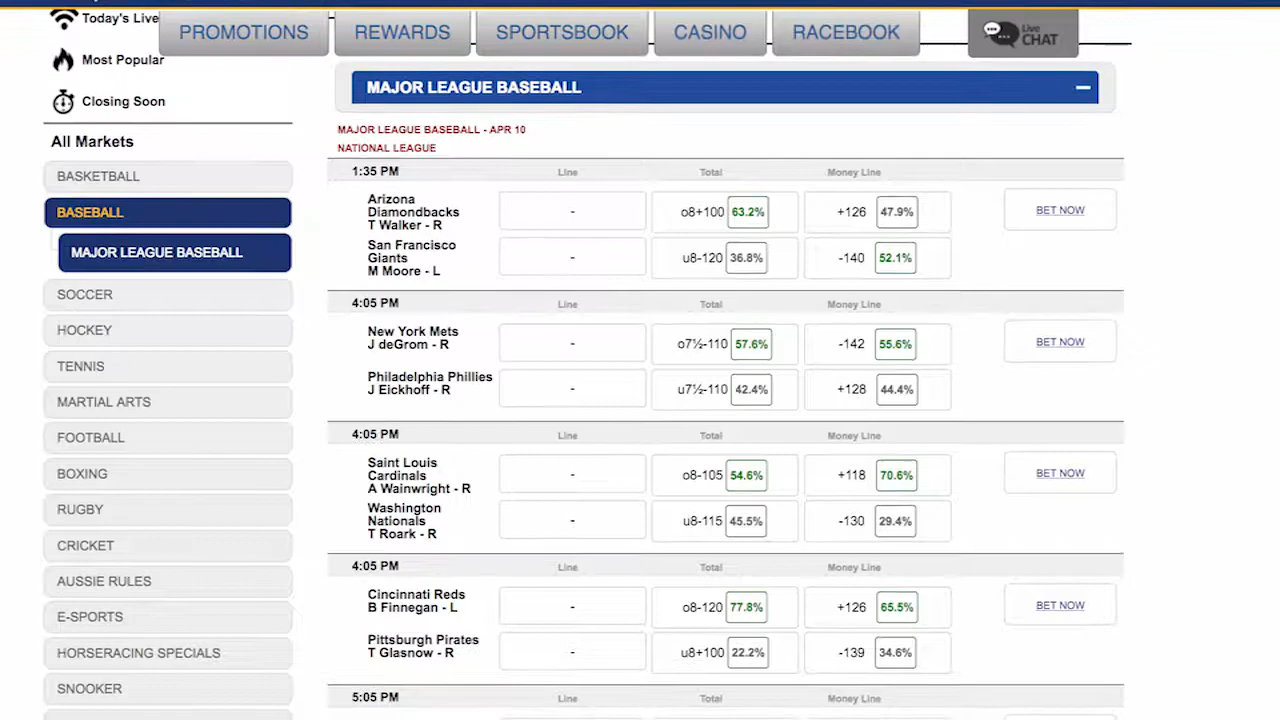 Today's Live
PROMOTIONS
REWARDS
SPORTSBOOK
CASINO
RACEBOOK
Live
CHAT
Most Popular
Closing Soon
All Markets
BASKETBALL
BASEBALL
MAJOR LEAGUE BASEBALL
SOCCER
HOCKEY
TENNIS
MARTIAL ARTS
FOOTBALL
BOXING
RUGBY
CRICKET
AUSSIE RULES
E-SPORTS
HORSERACING SPECIALS
SNOOKER
MAJOR LEAGUE BASEBALL
MAJOR LEAGUE BASEBALL - APR 10
NATIONAL LEAGUE
1:35 PM Line Total Money Line
Arizona
Diamondbacks
T Walker - R
- o8+100 63.2% +126 47.9% BET NOW
San Francisco
Giants
M Moore - L
- u8-120 36.8% -140 52.1%
4:05 PM Line Total Money Line
New York Mets
J deGrom - R
- o7½-110 57.6% -142 55.6% BET NOW
Philadelphia Phillies
J Eickhoff - R
- u7½-110 42.4% +128 44.4%
4:05 PM Line Total Money Line
Saint Louis
Cardinals
A Wainwright - R
- o8-105 54.6% +118 70.6% BET NOW
Washington
Nationals
T Roark - R
- u8-115 45.5% -130 29.4%
4:05 PM Line Total Money Line
Cincinnati Reds
B Finnegan - L
- o8-120 77.8% +126 65.5% BET NOW
Pittsburgh Pirates
T Glasnow - R
- u8+100 22.2% -139 34.6%
5:05 PM Line Total Money Line